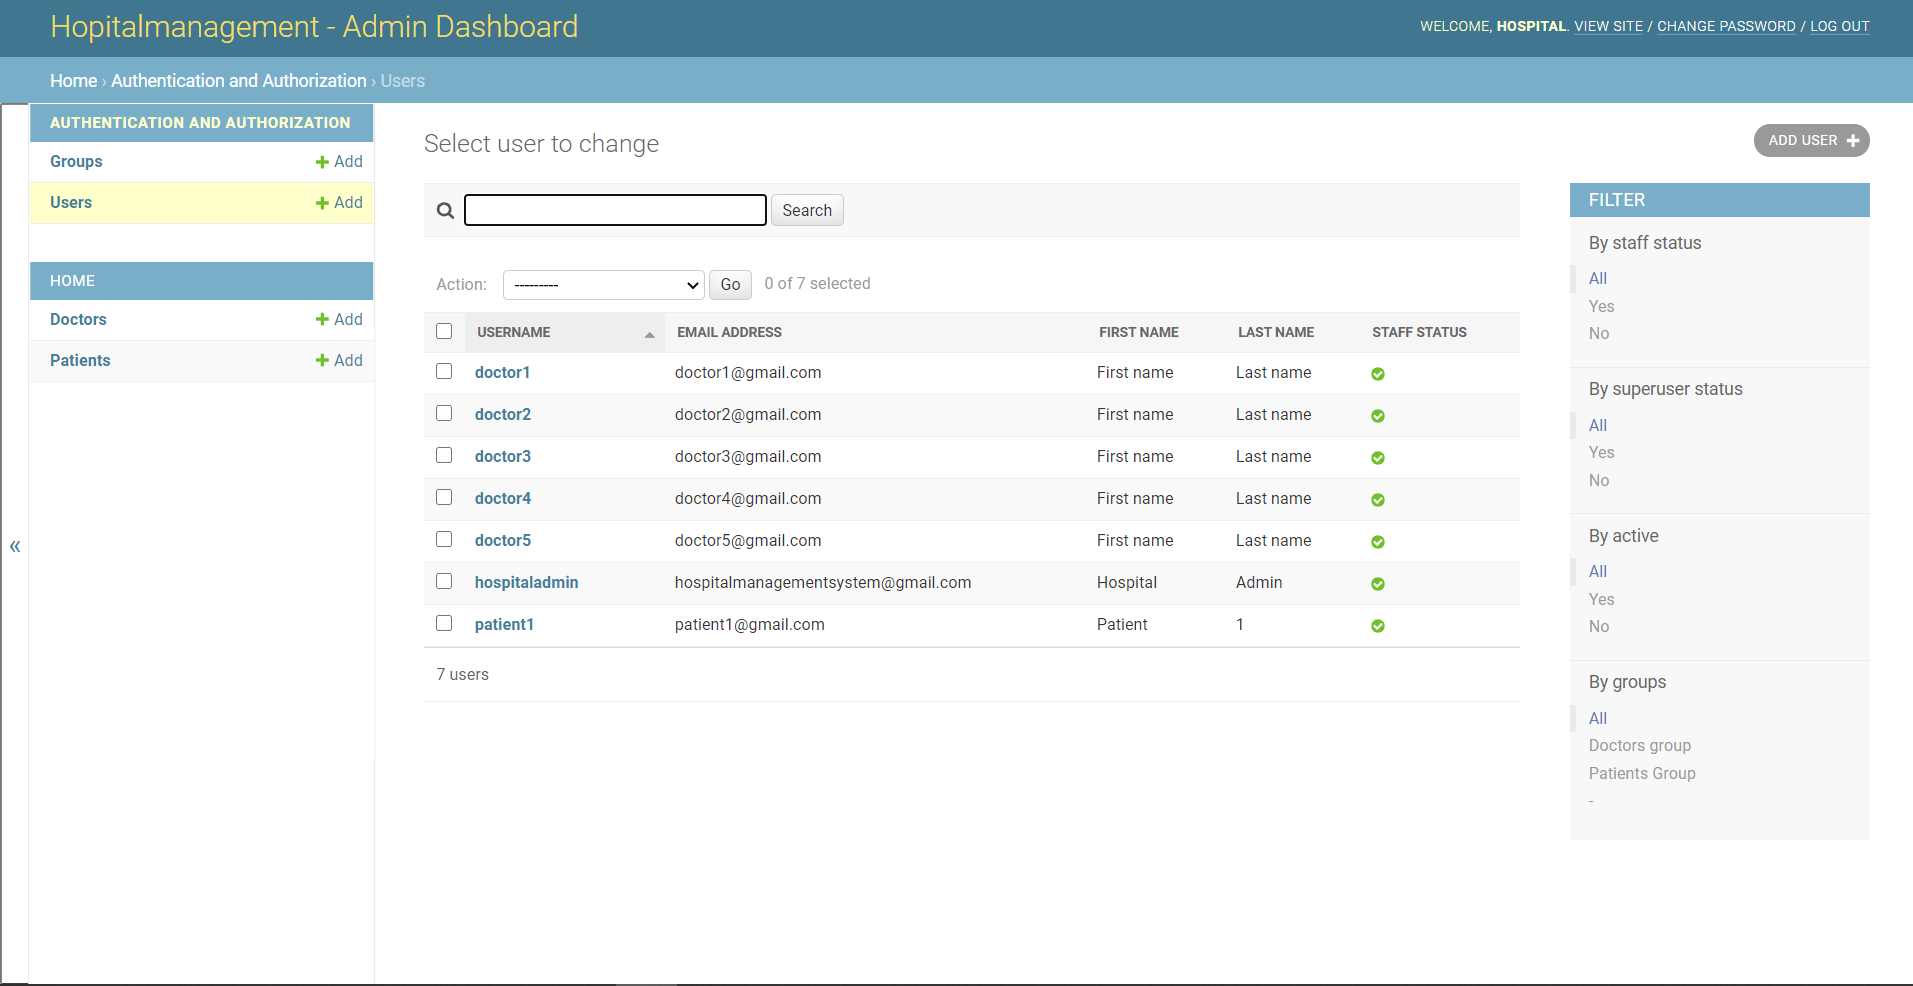 Hopitalmanagement - Admin Dashboard
WELCOME, HOSPITAL. VIEW SITE / CHANGE PASSWORD / LOG OUT
Home › Authentication and Authorization › Users
AUTHENTICATION AND AUTHORIZATION
Groups + Add
Users + Add
HOME
Doctors + Add
Patients + Add
«
Select user to change
ADD USER +
Search
Action: --------- Go 0 of 7 selected
USERNAME EMAIL ADDRESS FIRST NAME LAST NAME STAFF STATUS
doctor1 doctor1@gmail.com First name Last name
doctor2 doctor2@gmail.com First name Last name
doctor3 doctor3@gmail.com First name Last name
doctor4 doctor4@gmail.com First name Last name
doctor5 doctor5@gmail.com First name Last name
hospitaladmin hospitalmanagementsystem@gmail.com Hospital Admin
patient1 patient1@gmail.com Patient 1
7 users
FILTER
By staff status
All
Yes
No
By superuser status
All
Yes
No
By active
All
Yes
No
By groups
All
Doctors group
Patients Group
-